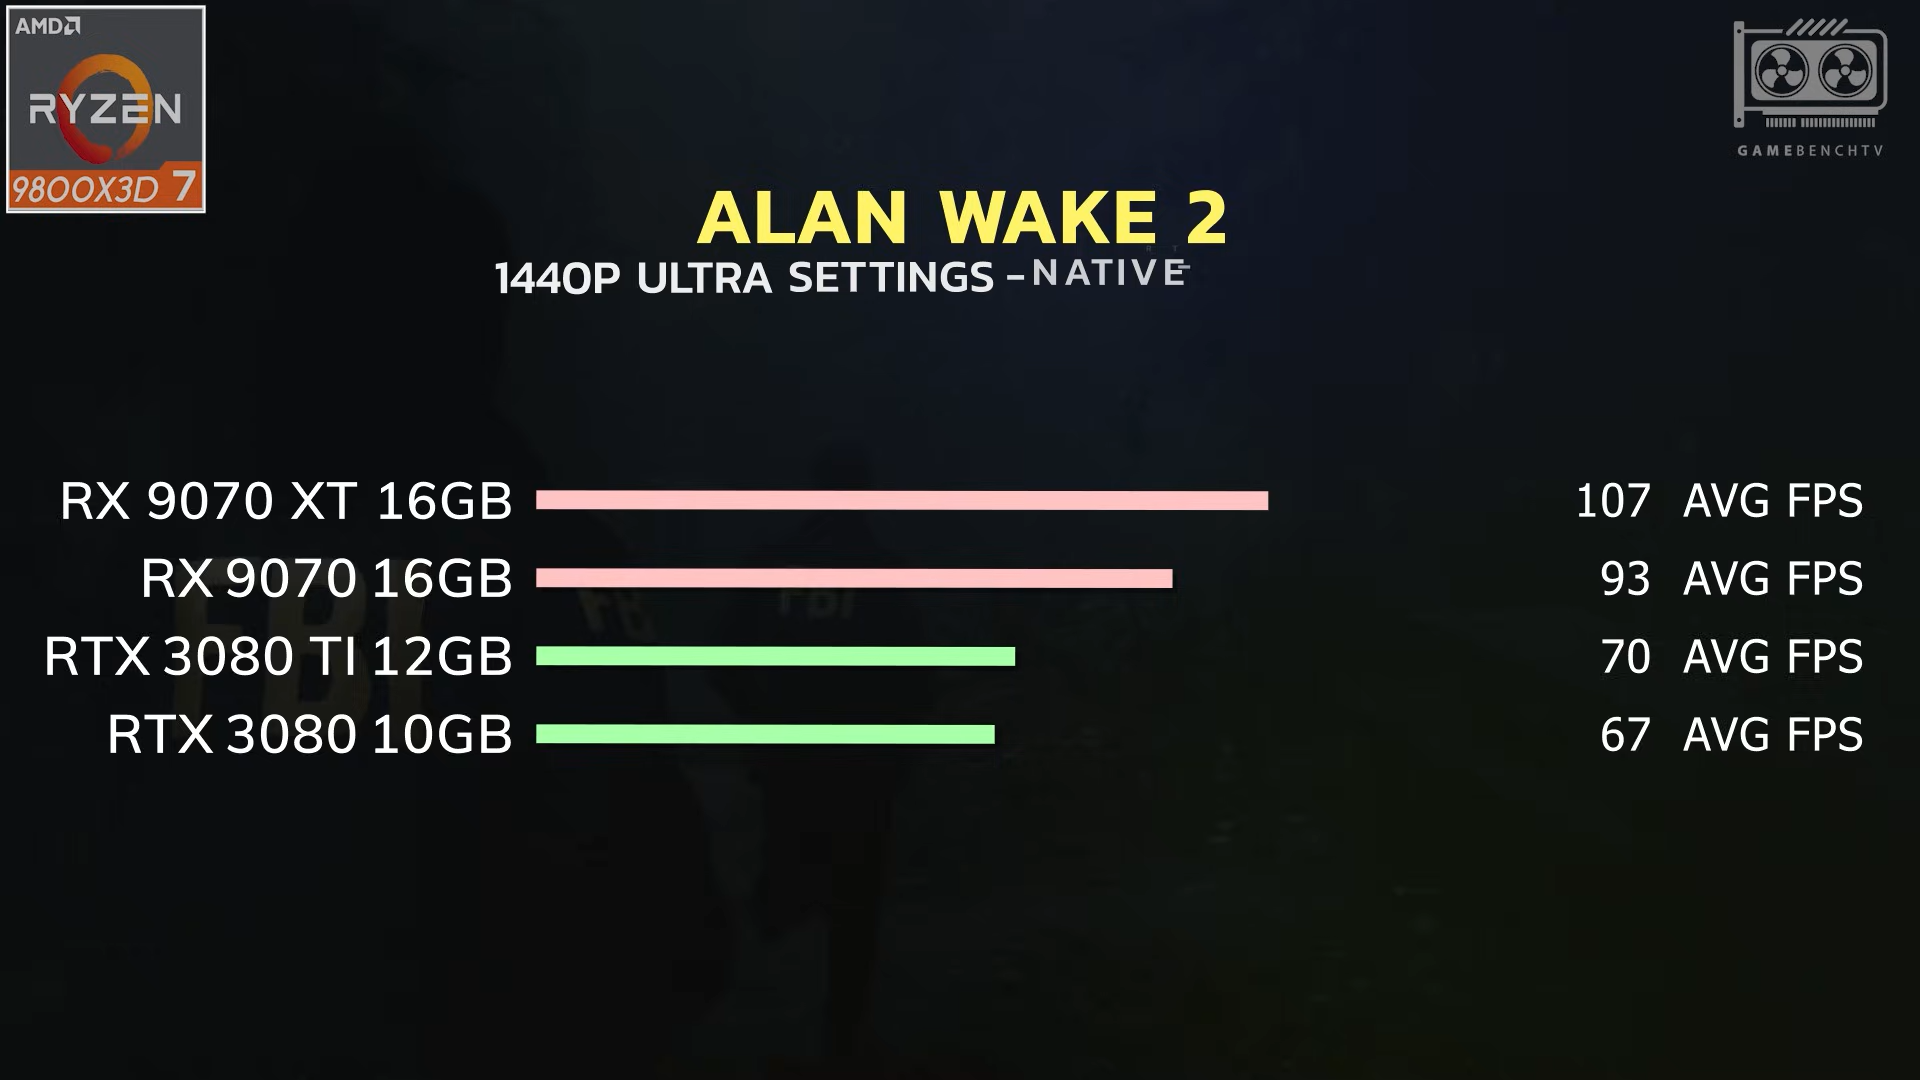 AMD
RYZEN
9800X3D 7
GAMEBENCHTV
ALAN WAKE 2
1440P ULTRA SETTINGS - NATIVE
RX 9070 XT 16GB 107 AVG FPS
RX 9070 16GB 93 AVG FPS
RTX 3080 TI 12GB 70 AVG FPS
RTX 3080 10GB 67 AVG FPS
FBI
FBI